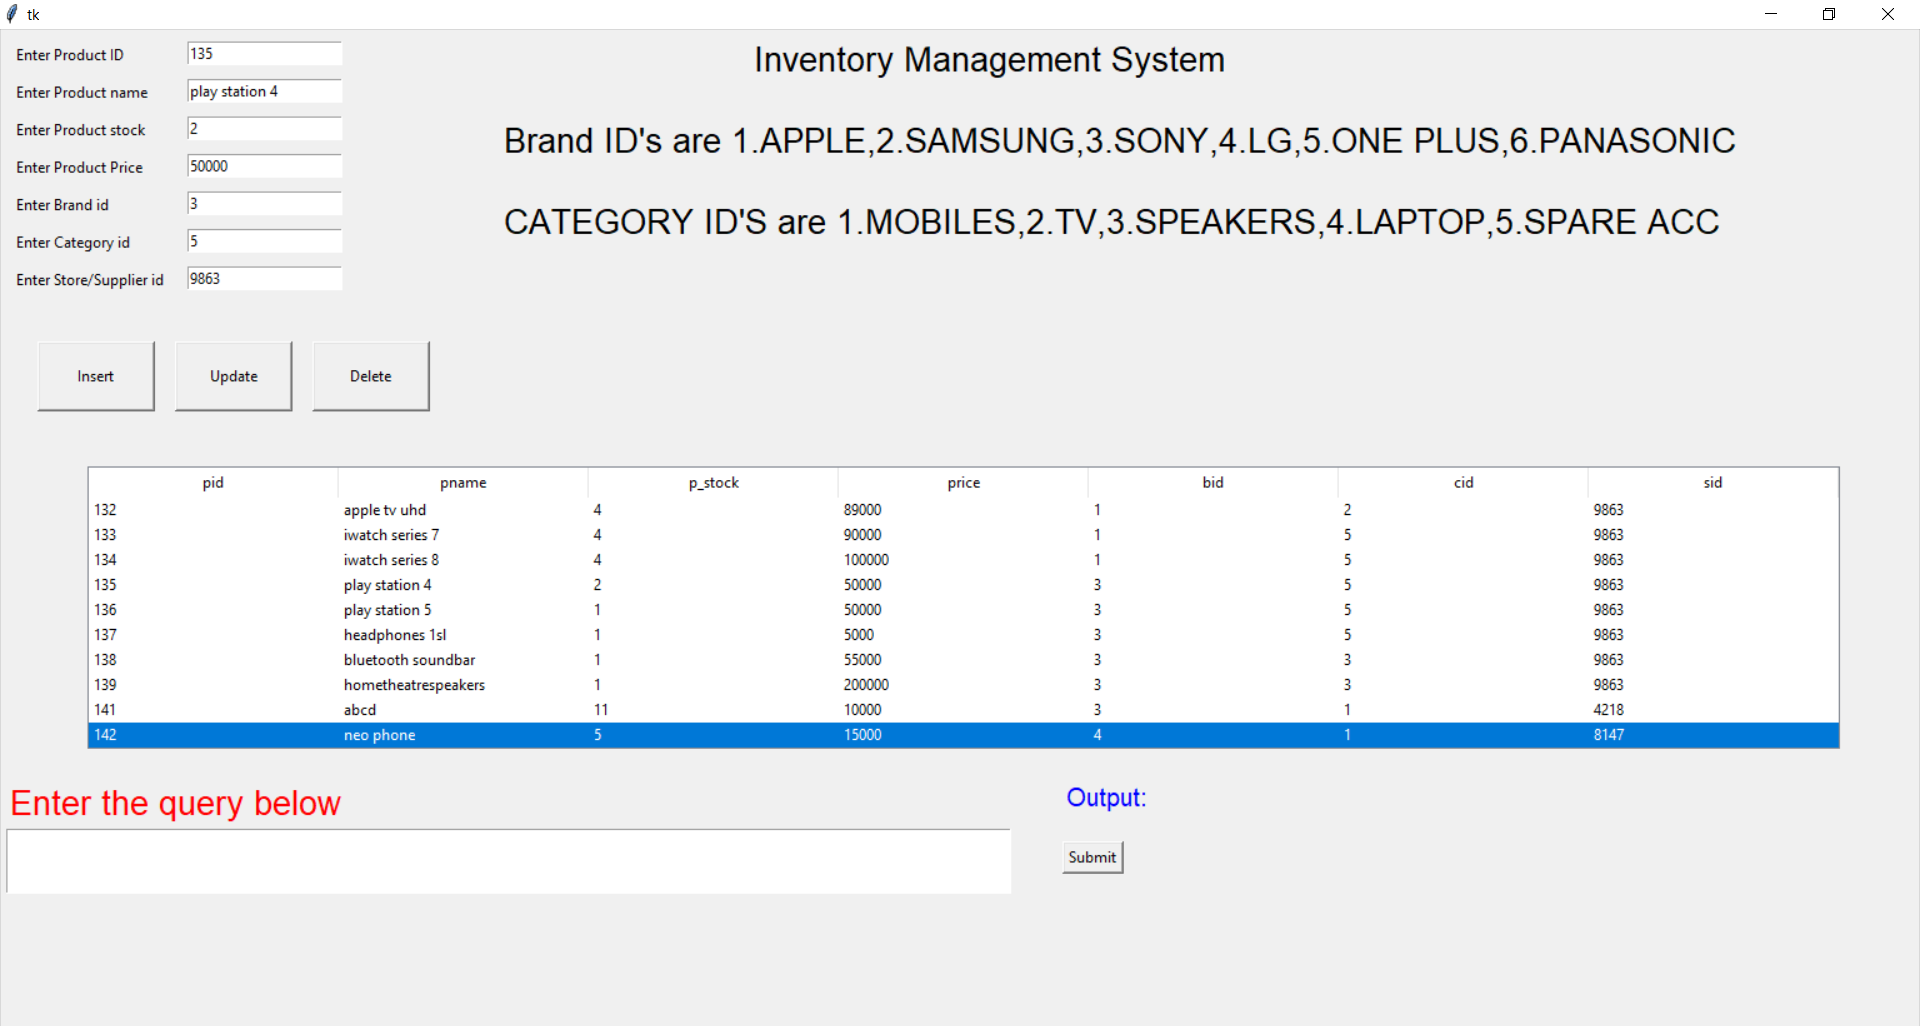 tk
Enter Product ID 135
Enter Product name play station 4
Enter Product stock 2
Enter Product Price 50000
Enter Brand id 3
Enter Category id 5
Enter Store/Supplier id 9863
Inventory Management System
Brand ID's are 1.APPLE,2.SAMSUNG,3.SONY,4.LG,5.ONE PLUS,6.PANASONIC
CATEGORY ID'S are 1.MOBILES,2.TV,3.SPEAKERS,4.LAPTOP,5.SPARE ACC
Insert Update Delete
pid pname p_stock price bid cid sid
132 apple tv uhd 4 89000 1 2 9863
133 iwatch series 7 4 90000 1 5 9863
134 iwatch series 8 4 100000 1 5 9863
135 play station 4 2 50000 3 5 9863
136 play station 5 1 50000 3 5 9863
137 headphones 1sl 1 5000 3 5 9863
138 bluetooth soundbar 1 55000 3 3 9863
139 hometheatrespeakers 1 200000 3 3 9863
141 abcd 11 10000 3 1 4218
142 neo phone 5 15000 4 1 8147
Enter the query below
Output:
Submit